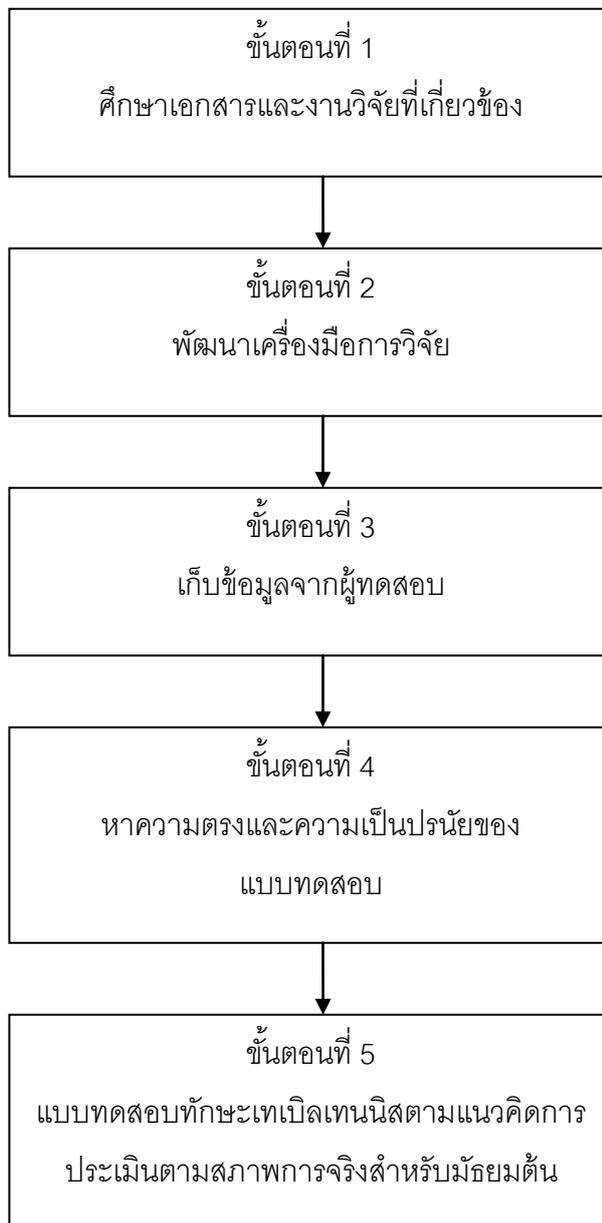 ขั้นตอนที่ 1
ศึกษาเอกสารและงานวิจัยที่เกี่ยวข้อง
ขั้นตอนที่ 2
พัฒนาเครื่องมือการวิจัย
ขั้นตอนที่ 3
เก็บข้อมูลจากผู้ทดสอบ
ขั้นตอนที่ 4
หาความตรงและความเป็นปรนัยของ
แบบทดสอบ
ขั้นตอนที่ 5
แบบทดสอบทักษะเทเบิลเทนนิสตามแนวคิดการ
ประเมินตามสภาพการจริงสำหรับมัธยมต้น